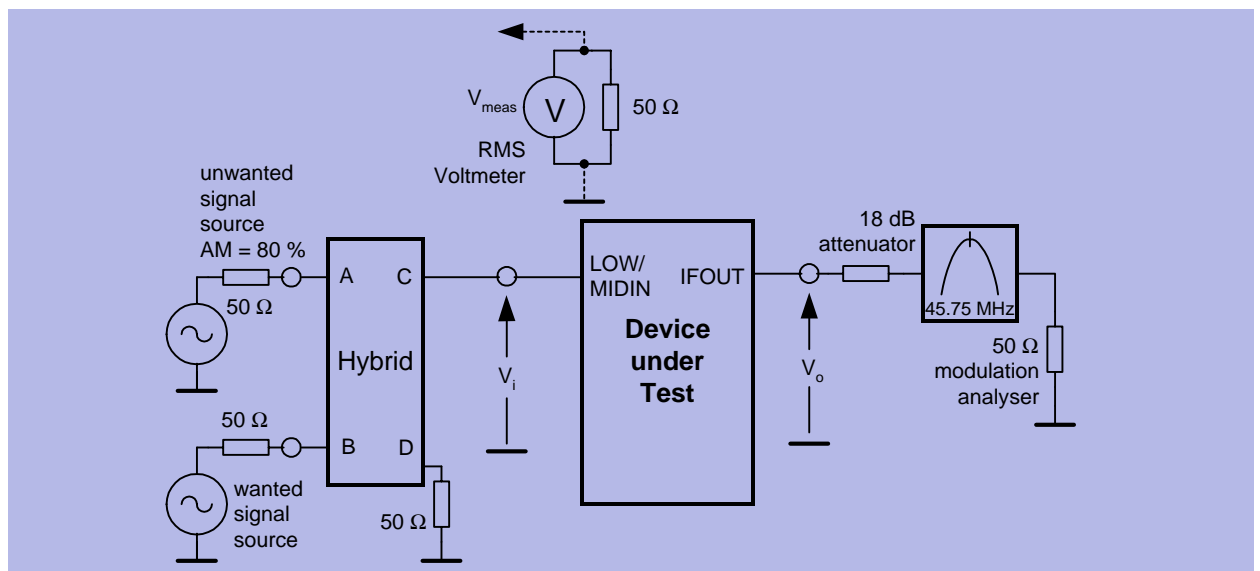 V
meas
V
50 Ω
RMS
Voltmeter
unwanted
signal
source
AM = 80 %
50 Ω
A
C
Hybrid
B
D
50 Ω
wanted
signal
source
50 Ω
V
i
LOW/
MIDIN
IFOUT
Device
under
Test
V
o
18 dB
attenuator
45.75 MHz
50 Ω
modulation
analyser